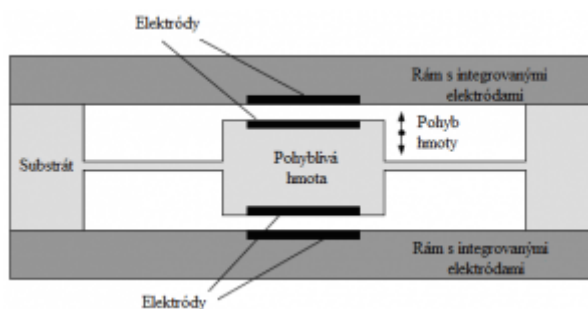 Elektródy
Rám s integrovanými
elektródami
Pohyb
hmoty
Substrát
Pohyblivá
hmota
Rám s integrovanými
elektródami
Elektródy